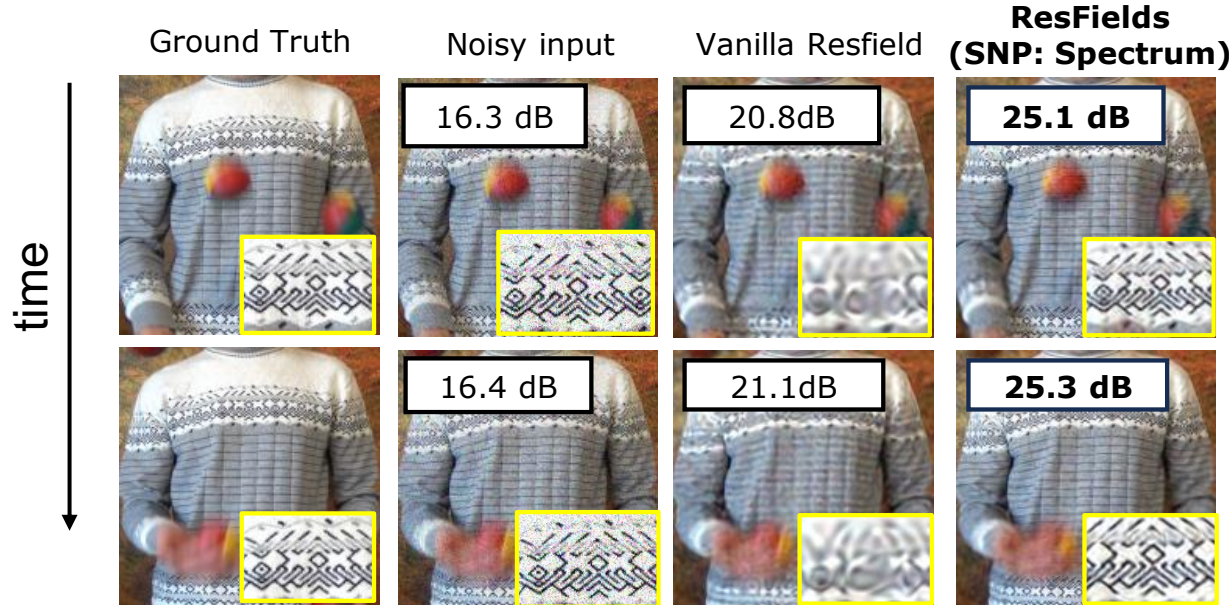 Ground Truth
Noisy input
Vanilla Resfield
ResFields
(SNP: Spectrum)
time
16.3 dB
20.8dB
25.1 dB
16.4 dB
21.1dB
25.3 dB